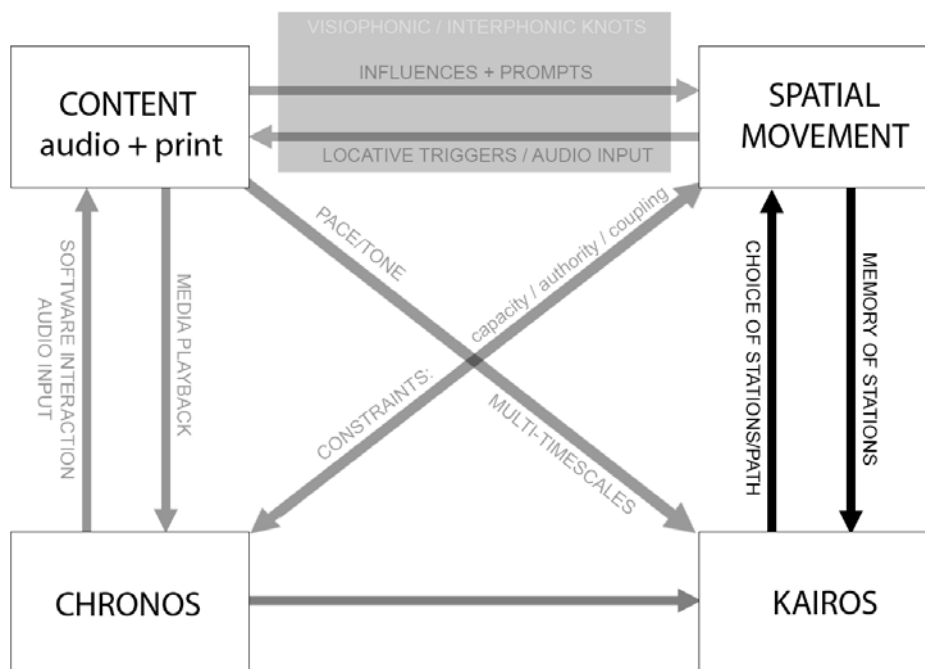 VISIOPHONIC / INTERPHONIC KNOTS
CONTENT
audio + print
INFLUENCES + PROMPTS
LOCATIVE TRIGGERS / AUDIO INPUT
SPATIAL
MOVEMENT
SOFTWARE INTERACTION
AUDIO INPUT
MEDIA PLAYBACK
PACE/TONE
MULTI-TIMESCALES
CONSTRAINTS: capacity / authority / coupling
CHOICE OF STATIONS/PATH
MEMORY OF STATIONS
CHRONOS
KAIROS